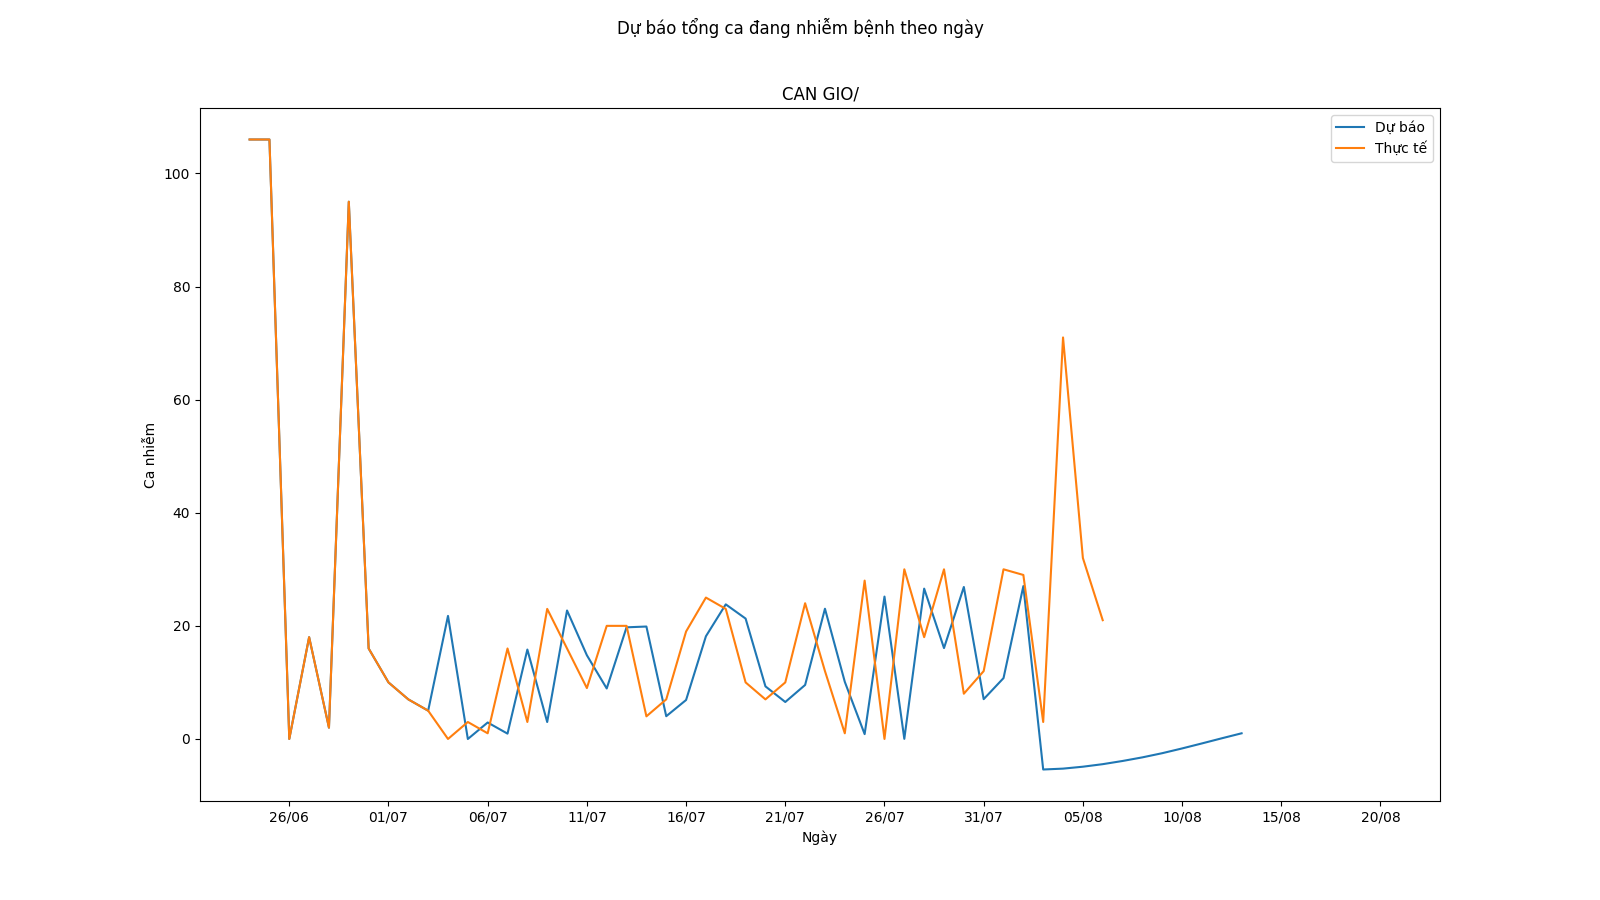 Dự báo tổng ca đang nhiễm bệnh theo ngày
CAN GIO/
Dự báo
Thực tế
100
80
60
40
20
0
Ca nhiễm
26/06 01/07 06/07 11/07 16/07 21/07 26/07 31/07 05/08 10/08 15/08 20/08
Ngày